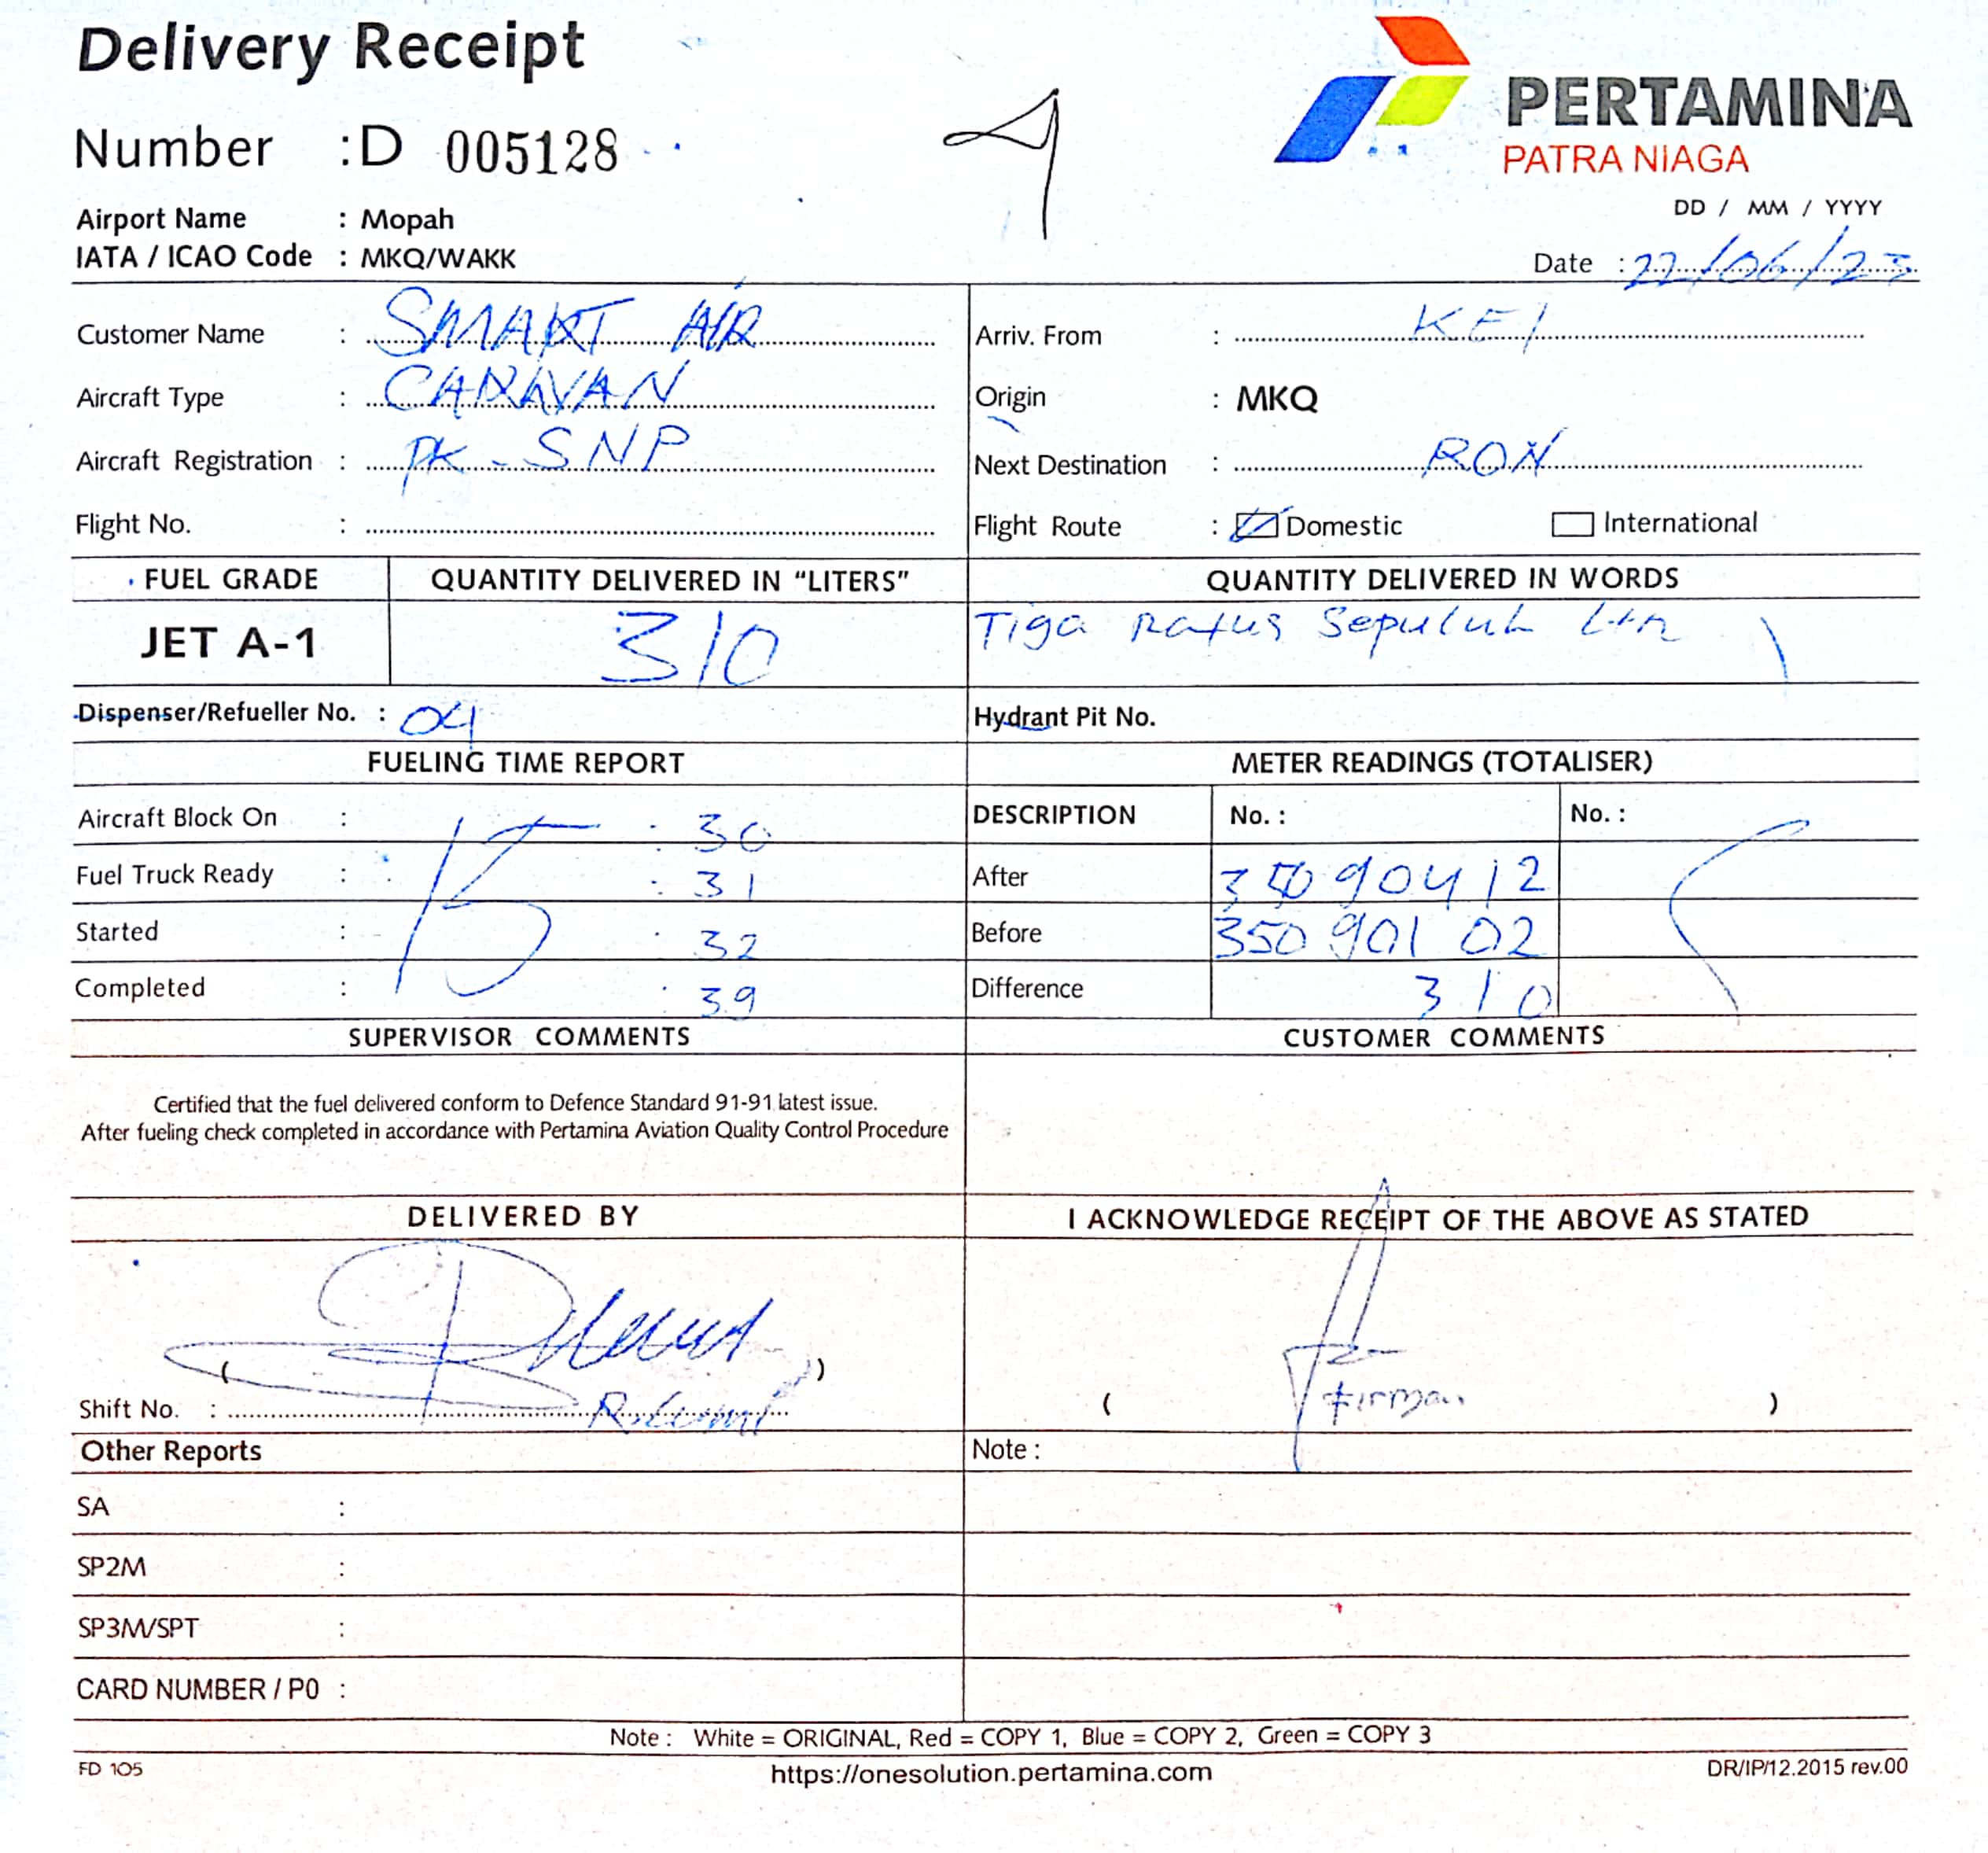 Delivery Receipt
Number : D 005128
PERTAMINA
PATRA NIAGA
Airport Name : Mopah
IATA / ICAO Code : MKQ/WAKK
DD / MM / YYYY
Date : 22/06/23
Customer Name : SMART AIR
Aircraft Type : CARAVAN
Aircraft Registration : PK-SNP
Flight No. :
Arriv. From : KEI
Origin : MKQ
Next Destination : RON
Flight Route : Domestic International
FUEL GRADE QUANTITY DELIVERED IN “LITERS” QUANTITY DELIVERED IN WORDS
JET A-1 310 Tiga Ratus Sepuluh Ltr
Dispenser/Refueller No. : 04 Hydrant Pit No.
FUELING TIME REPORT METER READINGS (TOTALISER)
Aircraft Block On : 15 : 30
Fuel Truck Ready : : 31
Started : : 32
Completed : : 39
DESCRIPTION No. : No. :
After 35090412
Before 35090102
Difference 310
SUPERVISOR COMMENTS CUSTOMER COMMENTS
Certified that the fuel delivered conform to Defence Standard 91-91 latest issue.
After fueling check completed in accordance with Pertamina Aviation Quality Control Procedure
DELIVERED BY I ACKNOWLEDGE RECEIPT OF THE ABOVE AS STATED
( )
Shift No. :
( Firman )
Other Reports Note :
SA :
SP2M :
SP3M/SPT :
CARD NUMBER / P0 :
Note : White = ORIGINAL, Red = COPY 1, Blue = COPY 2, Green = COPY 3
FD 105 https://onesolution.pertamina.com DR/IP/12.2015 rev.00